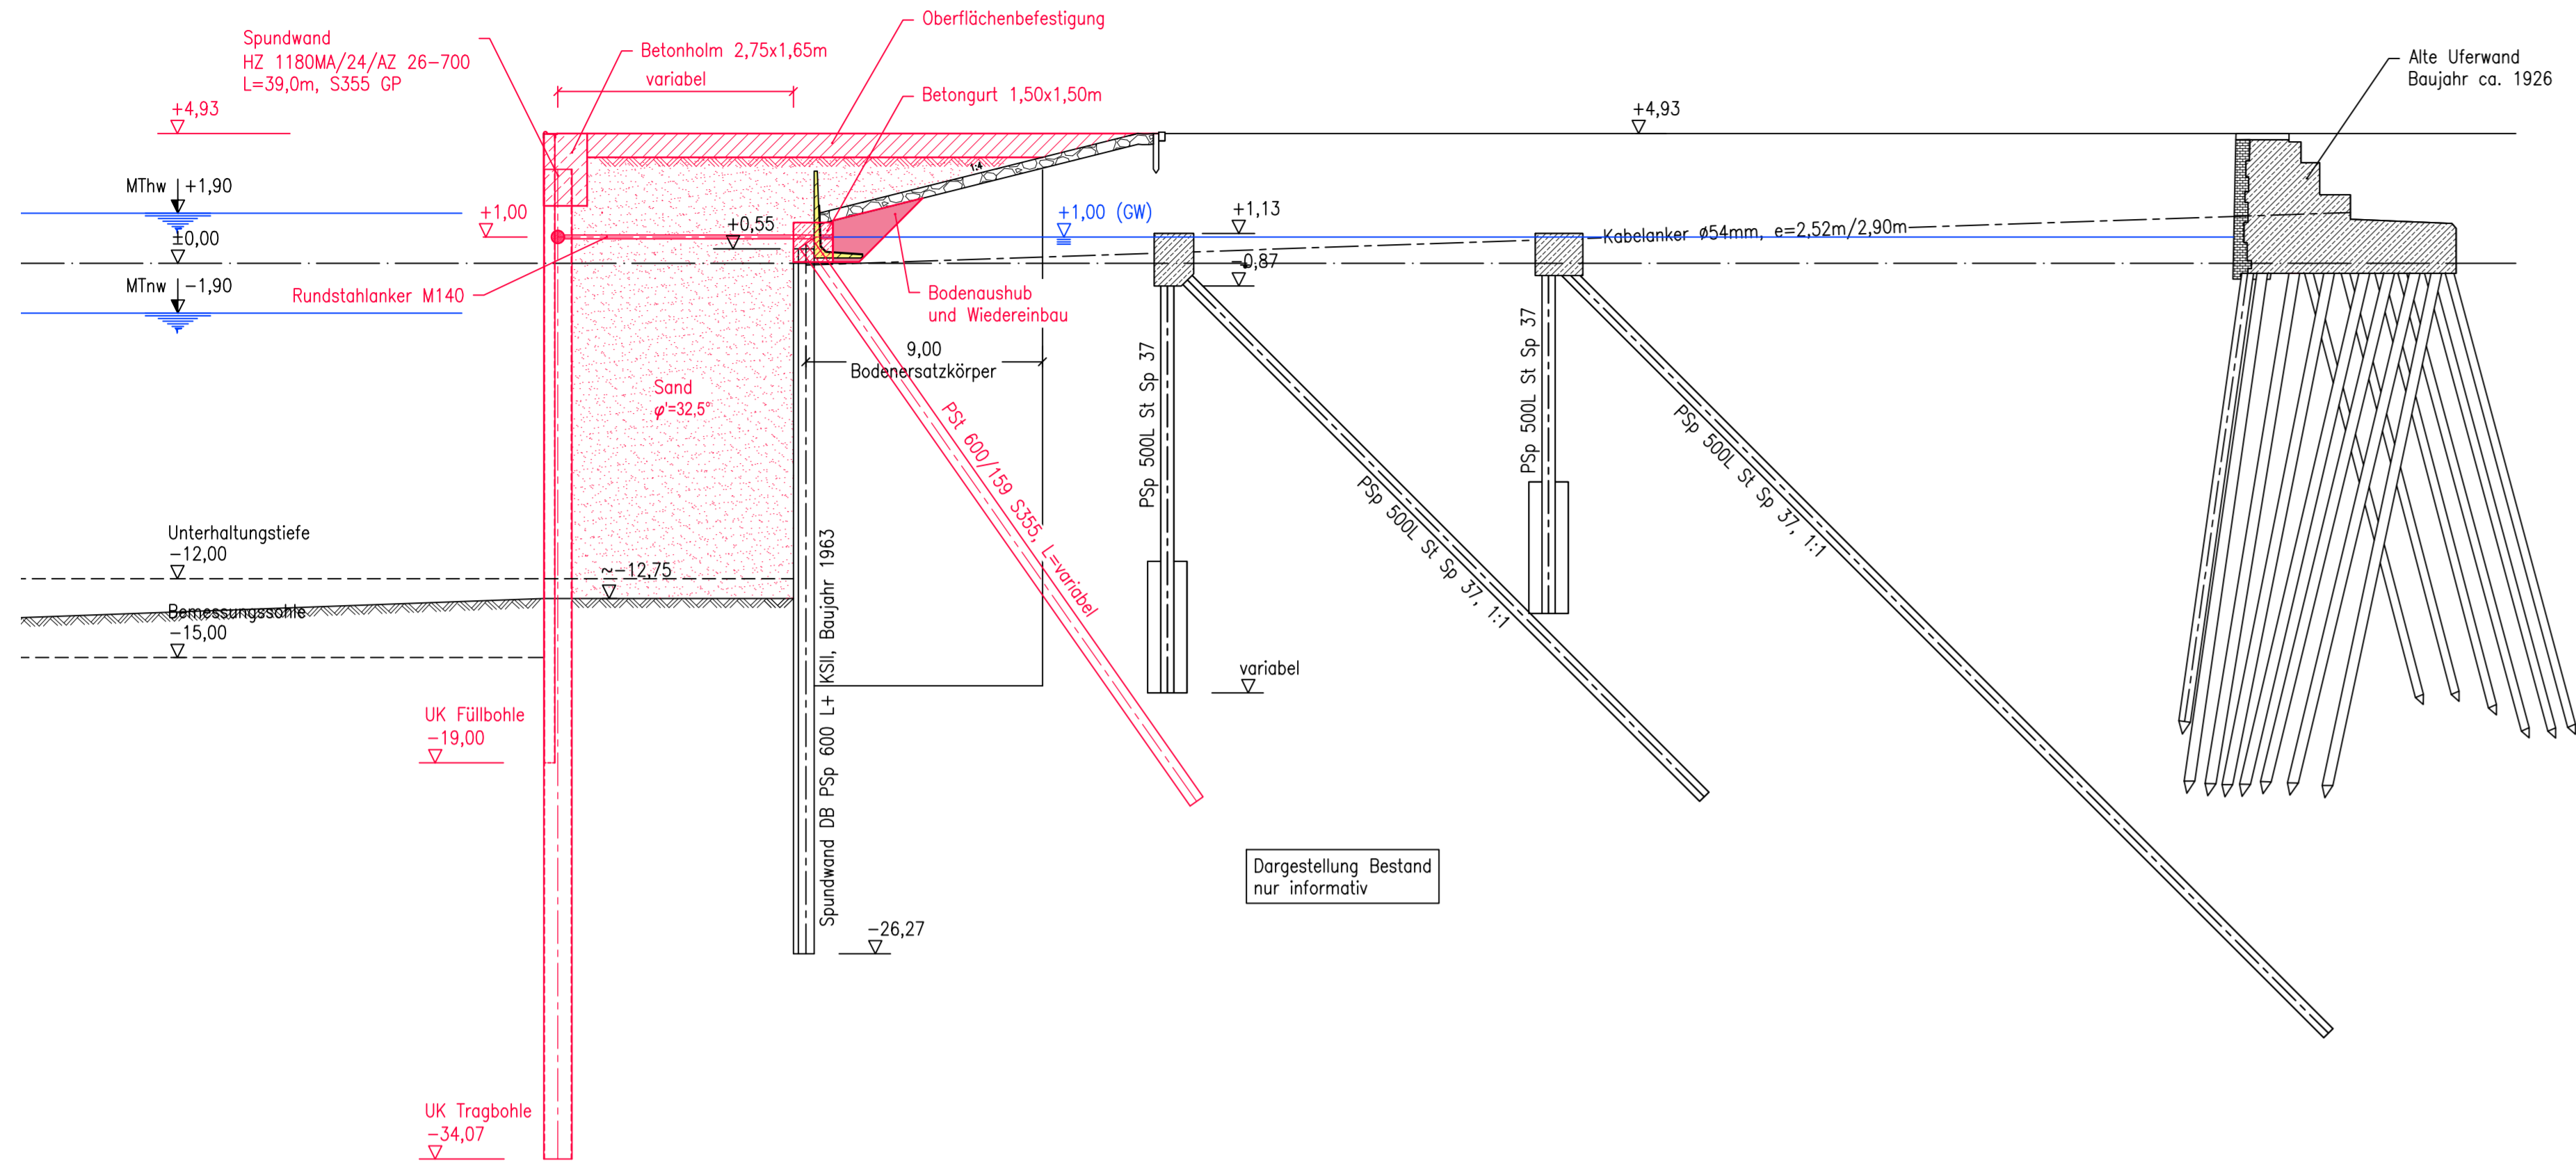 Oberflächenbefestigung
Spundwand
HZ 1180MA/24/AZ 26-700
L=39,0m, S355 GP
Betonholm 2,75x1,65m
variabel
Alte Uferwand
Baujahr ca. 1926
Betongurt 1,50x1,50m
+4,93
+4,93
1:4
MThw +1,90
+1,00
+0,55
+1,00 (GW)
+1,13
±0,00
Kabelanker ø54mm, e=2,52m/2,90m
-0,87
MTnw -1,90
Rundstahlanker M140
Bodenaushub
und Wiedereinbau
9,00
Bodenersatzkörper
Sand
φ'=32,5°
PSt 600/159 S355, L=variabel
PSp 500L St Sp 37
PSp 500L St Sp 37, 1:1
PSp 500L St Sp 37
PSp 500L St Sp 37, 1:1
Unterhaltungstiefe
-12,00
~-12,75
Bemessungssohle
-15,00
Spundwand DB PSp 600 L+ KSII, Baujahr 1963
variabel
UK Füllbohle
-19,00
Dargestellung Bestand
nur informativ
-26,27
UK Tragbohle
-34,07